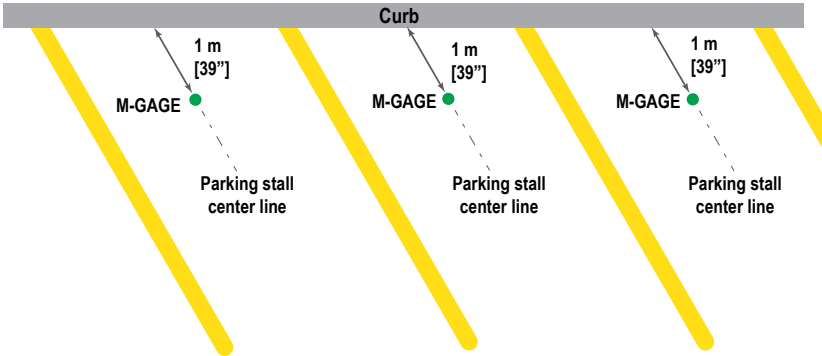 Curb
1 m
[39”]
M-GAGE
Parking stall
center line
1 m
[39”]
M-GAGE
Parking stall
center line
1 m
[39”]
M-GAGE
Parking stall
center line